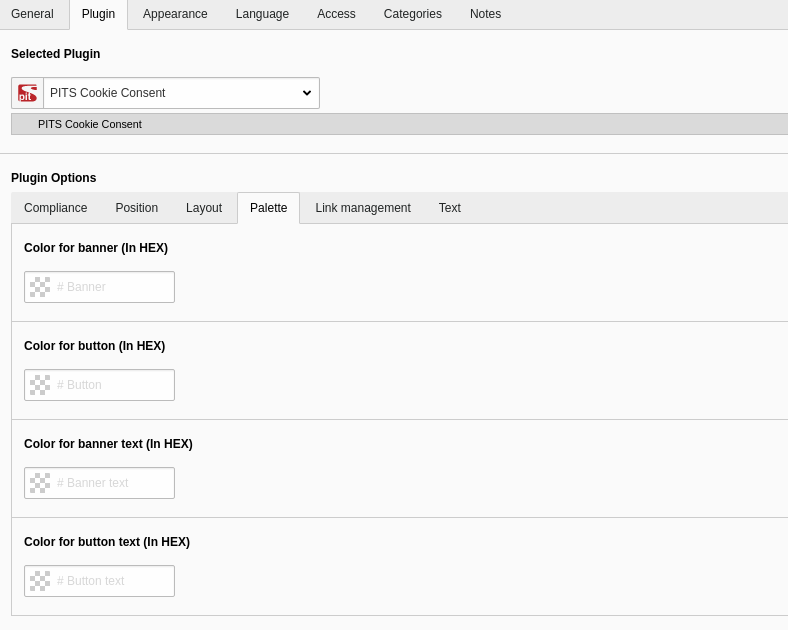 General Plugin Appearance Language Access Categories Notes
Selected Plugin
pit PITS Cookie Consent
PITS Cookie Consent
Plugin Options
Compliance Position Layout Palette Link management Text
Color for banner (In HEX)
# Banner
Color for button (In HEX)
# Button
Color for banner text (In HEX)
# Banner text
Color for button text (In HEX)
# Button text